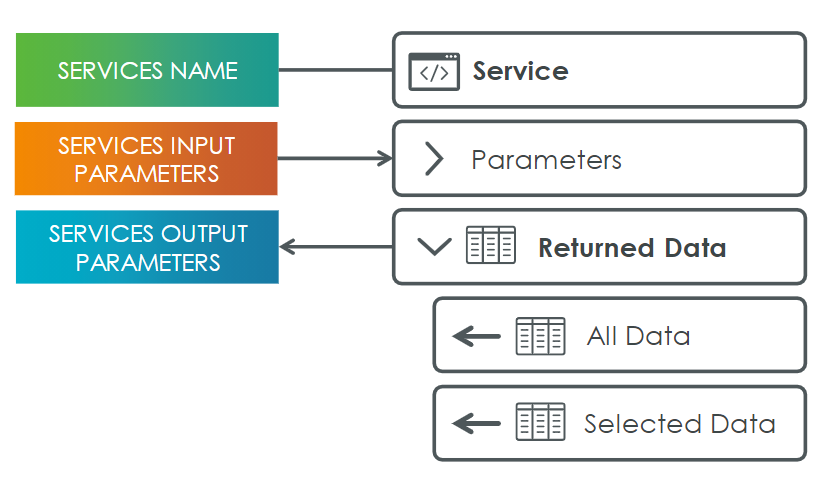 SERVICES NAME
</> Service
SERVICES INPUT
PARAMETERS
Parameters
SERVICES OUTPUT
PARAMETERS
Returned Data
All Data
Selected Data